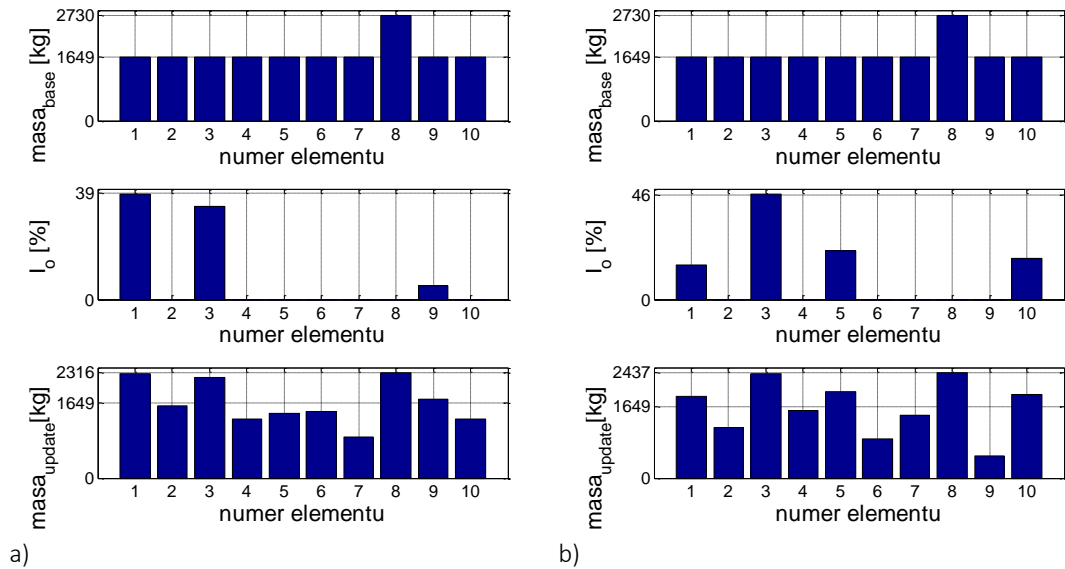 2730
1649
0
masa_base [kg]
1 2 3 4 5 6 7 8 9 10
numer elementu
39
0
I_o [%]
1 2 3 4 5 6 7 8 9 10
numer elementu
2316
1649
0
masa_update[kg]
1 2 3 4 5 6 7 8 9 10
numer elementu
a)
2730
1649
0
masa_base [kg]
1 2 3 4 5 6 7 8 9 10
numer elementu
46
0
I_o [%]
1 2 3 4 5 6 7 8 9 10
numer elementu
2437
1649
0
masa_update[kg]
1 2 3 4 5 6 7 8 9 10
numer elementu
b)